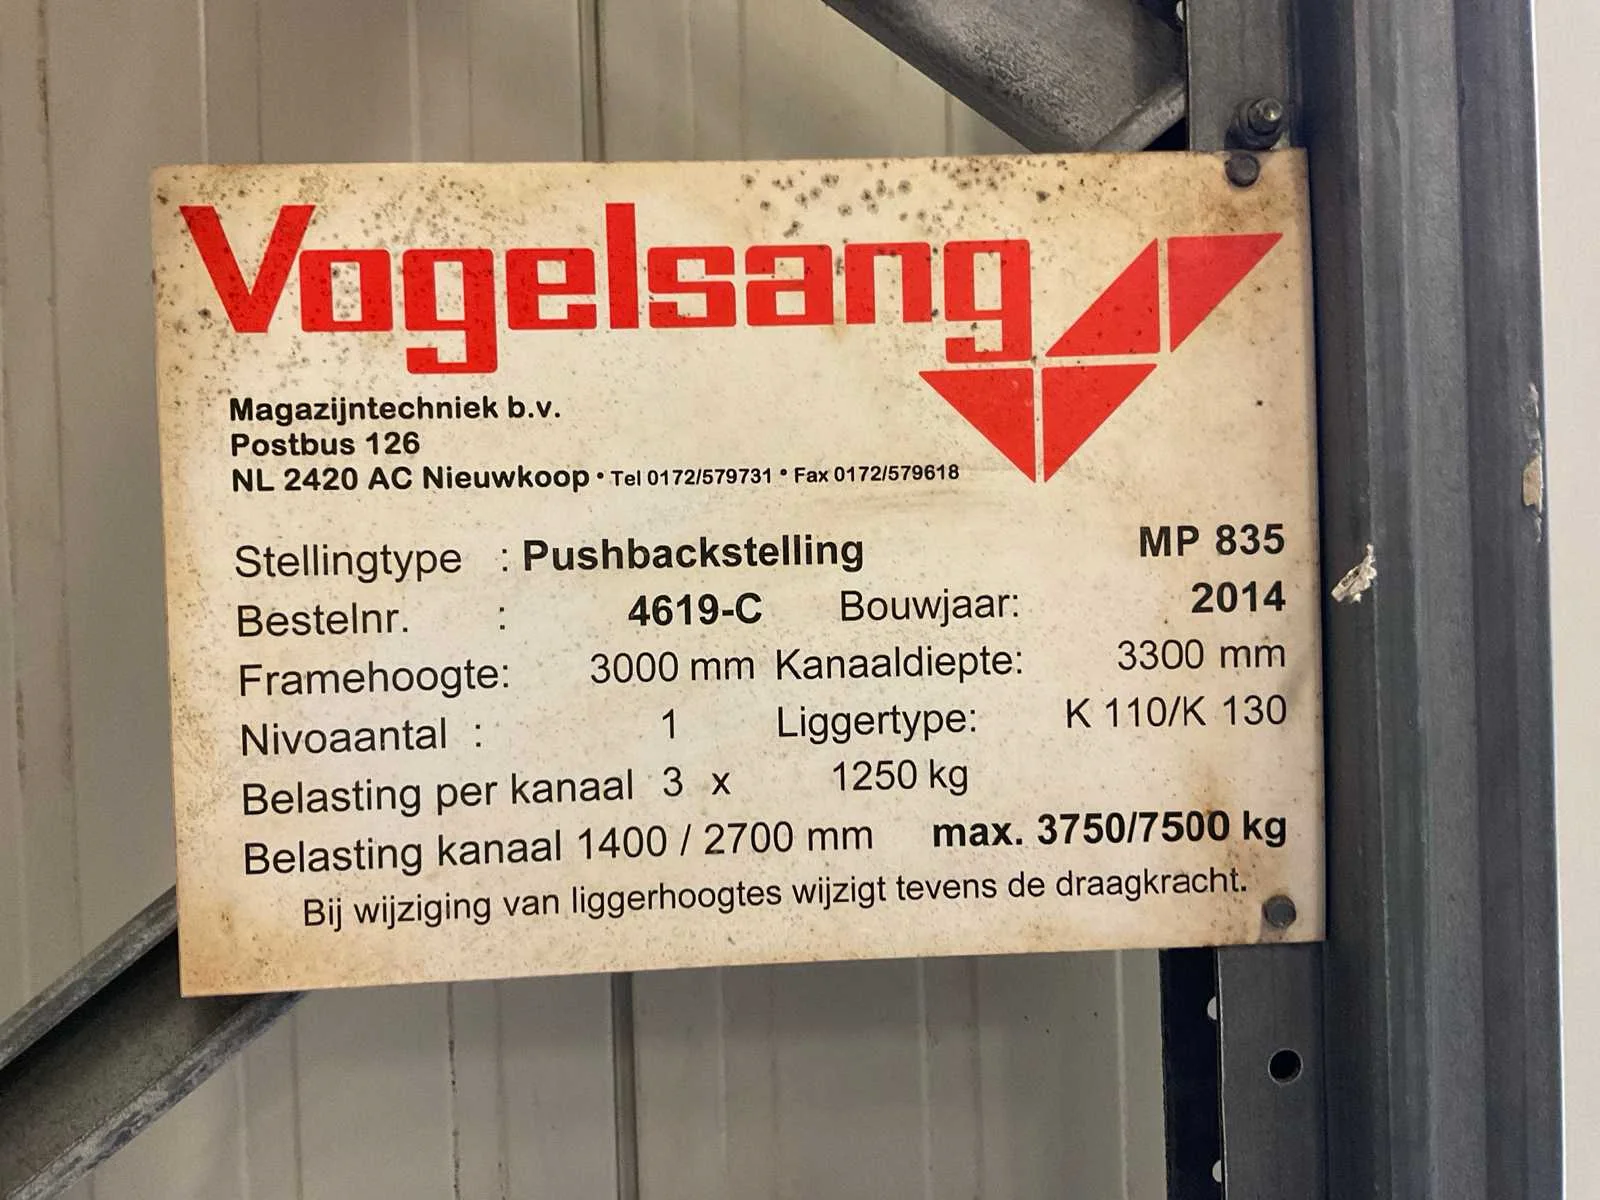 Vogelsang
Magazijntechniek b.v.
Postbus 126
NL 2420 AC Nieuwkoop • Tel 0172/579731 • Fax 0172/579618
Stellingtype : Pushbackstelling MP 835
Bestelnr. : 4619-C Bouwjaar: 2014
Framehoogte: 3000 mm Kanaaldiepte: 3300 mm
Nivoaantal : 1 Liggertype: K 110/K 130
Belasting per kanaal 3 x 1250 kg
Belasting kanaal 1400 / 2700 mm max. 3750/7500 kg
Bij wijziging van liggerhoogtes wijzigt tevens de draagkracht.